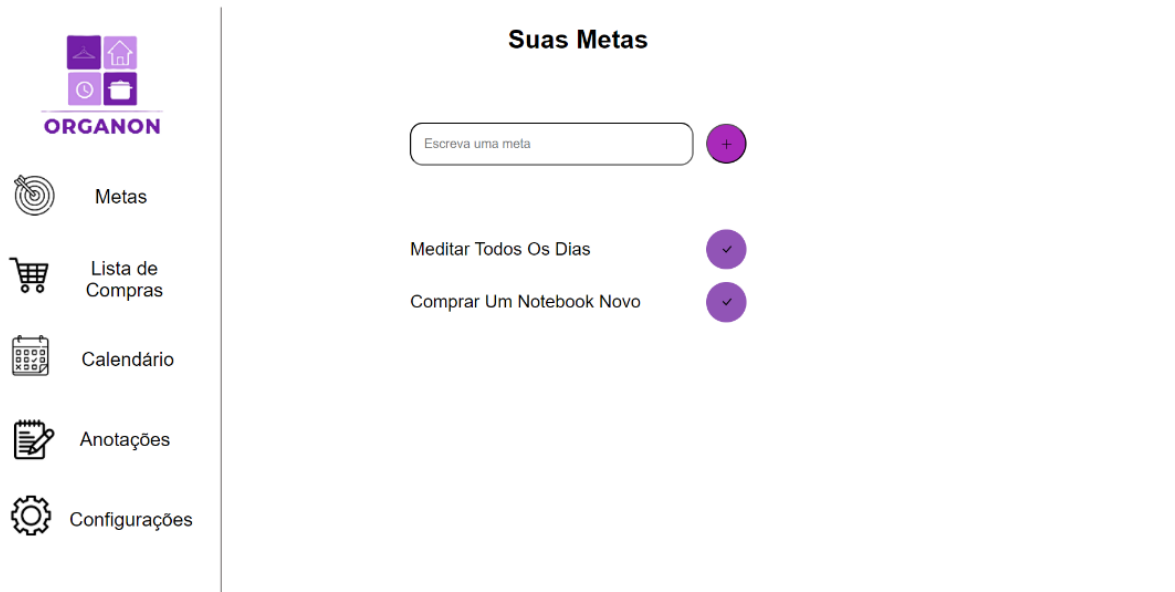 ORGANON
Metas
Lista de
Compras
Calendário
Anotações
Configurações
Suas Metas
Escreva uma meta
+
Meditar Todos Os Dias
Comprar Um Notebook Novo